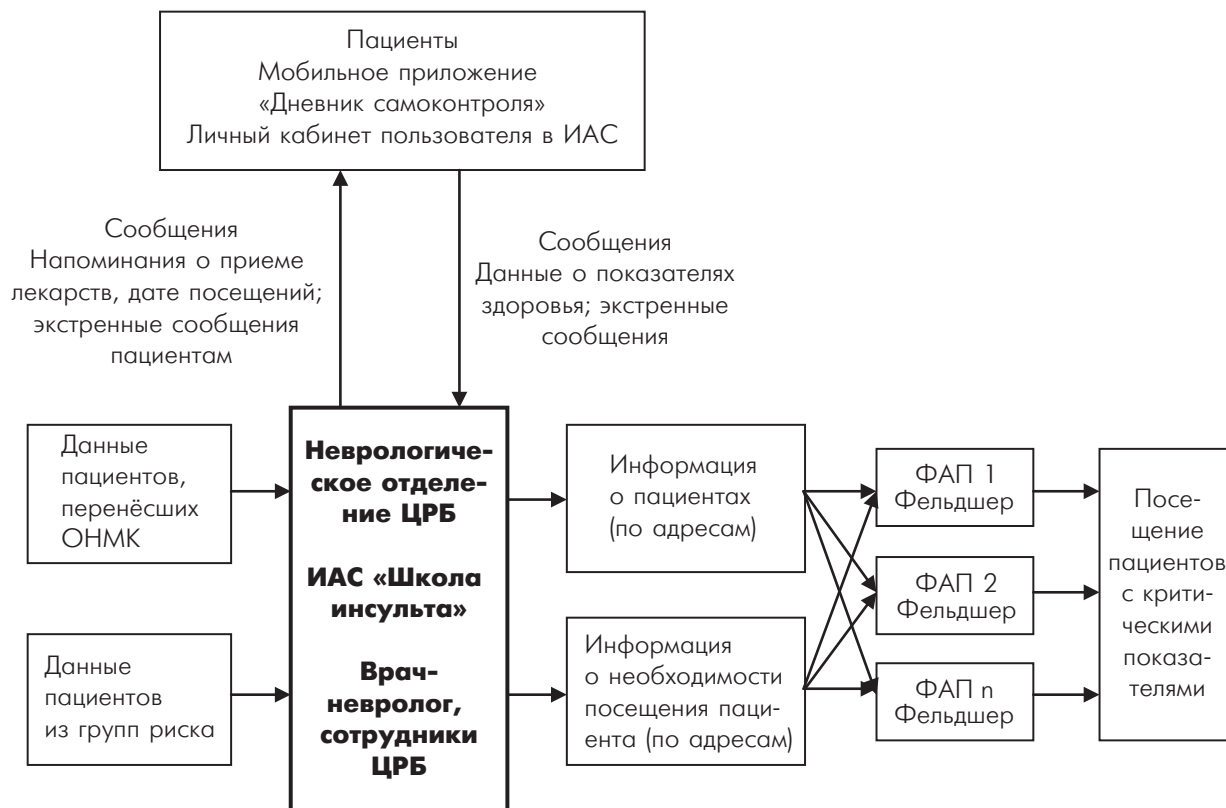 Пациенты
Мобильное приложение
«Дневник самоконтроля»
Личный кабинет пользователя в ИАС
Сообщения
Напоминания о приеме
лекарств, дате посещений;
экстренные сообщения
пациентам
Сообщения
Данные о показателях
здоровья; экстренные
сообщения
Данные
пациентов,
перенёсших
ОНМК
Данные
пациентов
из групп риска
Неврологиче-
ское отделе-
ние ЦРБ
ИАС «Школа
инсульта»
Врач-
невролог,
сотрудники
ЦРБ
Информация
о пациентах
(по адресам)
Информация
о необходимости
посещения паци-
ента (по адресам)
ФАП 1
Фельдшер
ФАП 2
Фельдшер
ФАП n
Фельдшер
Посе-
щение
пациентов
с крити-
ческими
показа-
телями